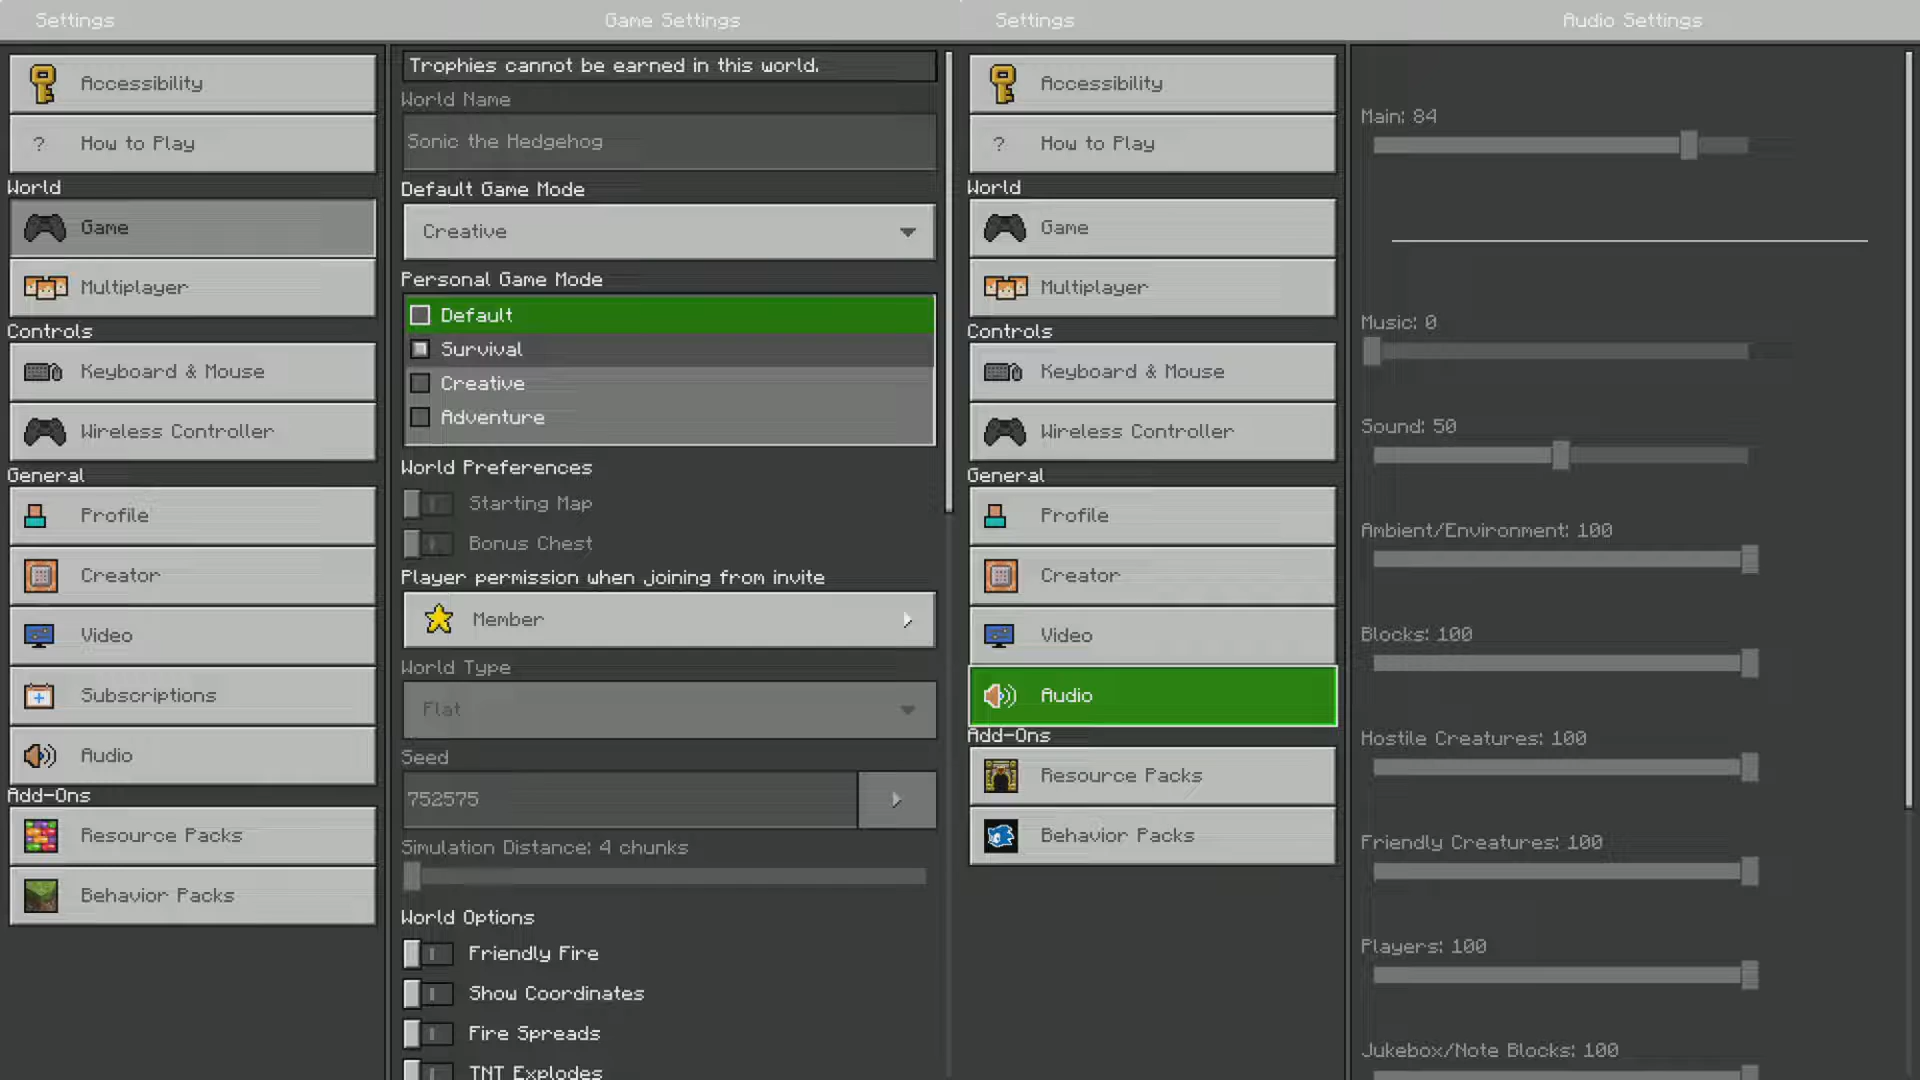 Settings
Game Settings
Accessibility
How to Play
World
Game
Multiplayer
Controls
Keyboard & Mouse
Wireless Controller
General
Profile
Creator
Video
Subscriptions
Audio
Add-Ons
Resource Packs
Behavior Packs
Trophies cannot be earned in this world.
World Name
Sonic the Hedgehog
Default Game Mode
Creative
Personal Game Mode
Default
Survival
Creative
Adventure
World Preferences
Starting Map
Bonus Chest
Player permission when joining from invite
Member
World Type
Flat
Seed
752575
Simulation Distance: 4 chunks
World Options
Friendly Fire
Show Coordinates
Fire Spreads
TNT Explodes
Settings
Audio Settings
Accessibility
How to Play
World
Game
Multiplayer
Controls
Keyboard & Mouse
Wireless Controller
General
Profile
Creator
Video
Audio
Add-Ons
Resource Packs
Behavior Packs
Main: 84
Music: 0
Sound: 50
Ambient/Environment: 100
Blocks: 100
Hostile Creatures: 100
Friendly Creatures: 100
Players: 100
Jukebox/Note Blocks: 100